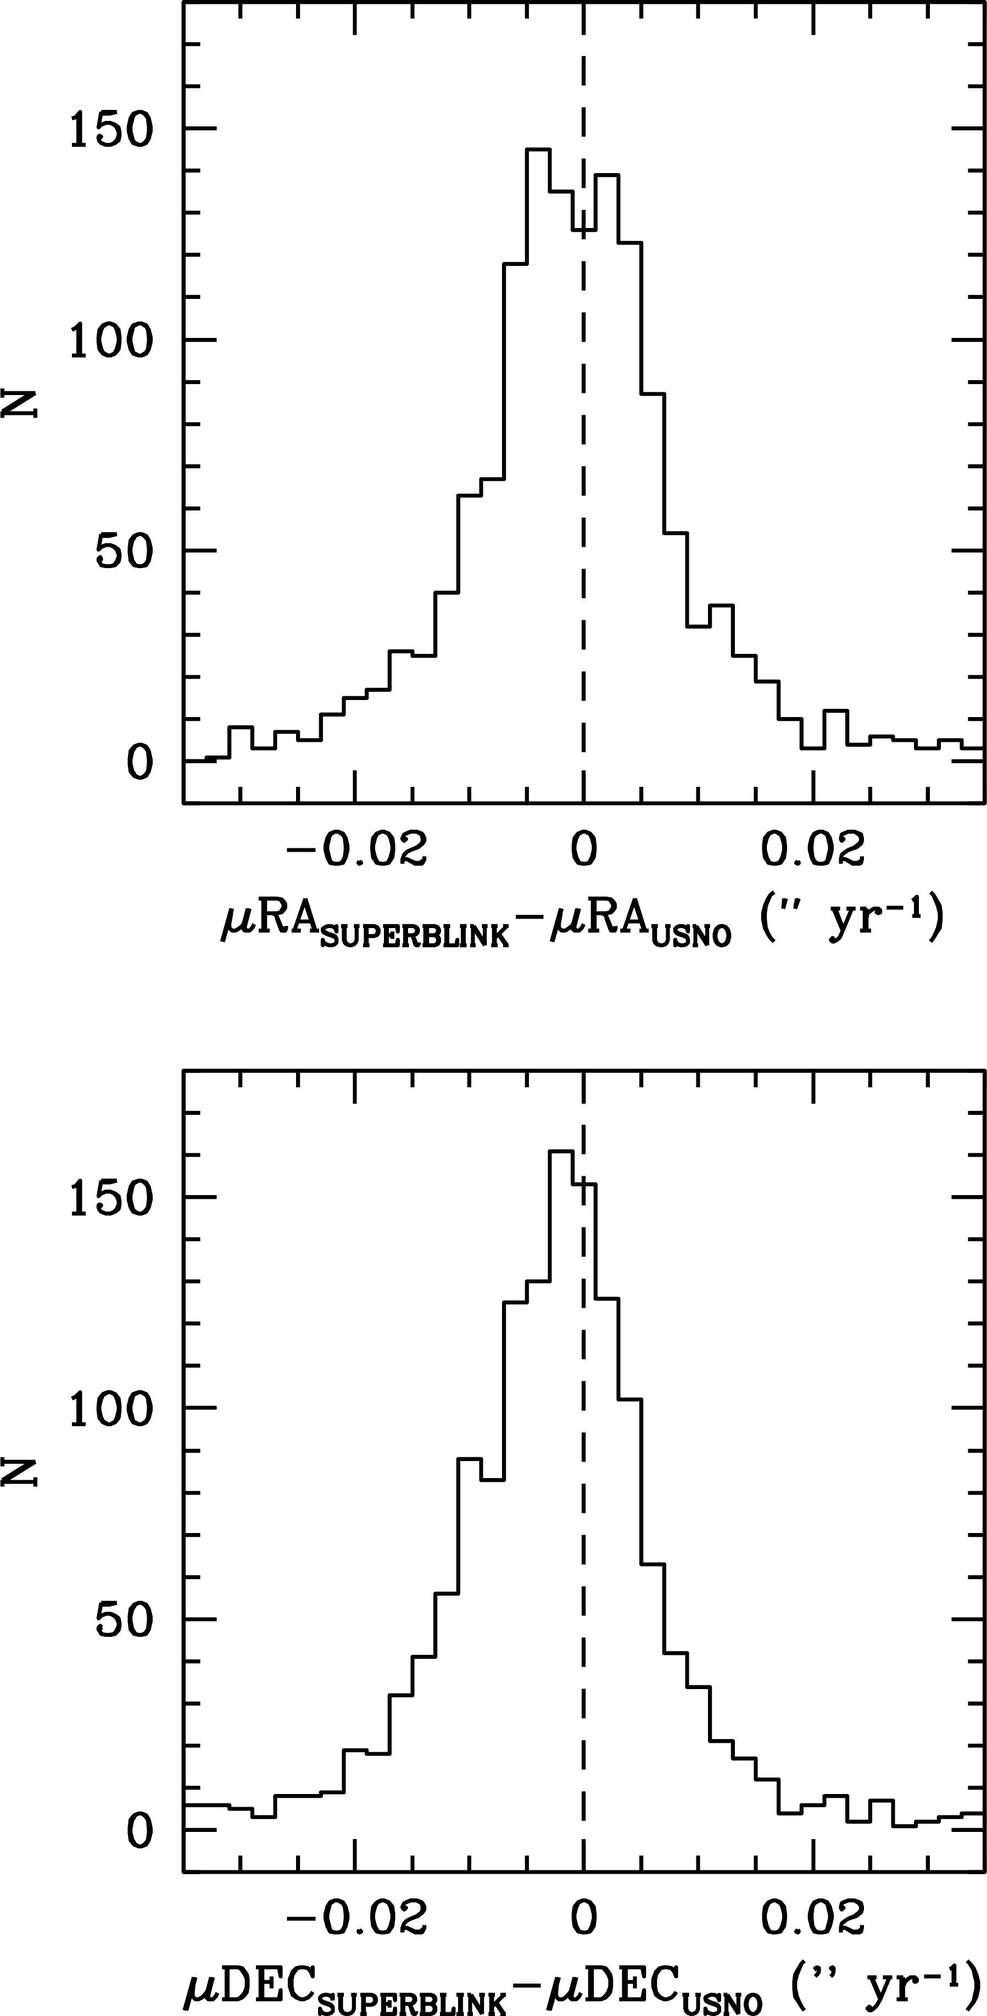 150
100
50
0
N
−0.02 0 0.02
μRA_SUPERBLINK−μRA_USNO (″ yr⁻¹)
150
100
50
0
N
−0.02 0 0.02
μDEC_SUPERBLINK−μDEC_USNO (” yr⁻¹)